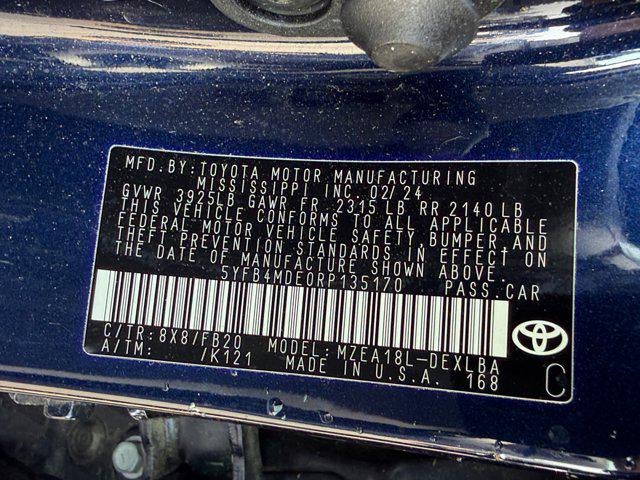 MFD.BY: TOYOTA MOTOR MANUFACTURING
MISSISSIPPI INC. 02/24
GVWR 3925LB GAWR FR 2315 LB RR 2140 LB
THIS VEHICLE CONFORMS TO ALL APPLICABLE
FEDERAL MOTOR VEHICLE SAFETY, BUMPER, AND
THEFT PREVENTION STANDARDS IN EFFECT ON
THE DATE OF MANUFACTURE SHOWN ABOVE.
5YFB4MDE0RP135170 PASS.CAR
C/TR: 8X8/FB20 MODEL: MZEA18L-DEXLBA
A/TM: /K121 MADE IN U.S.A. 168
C